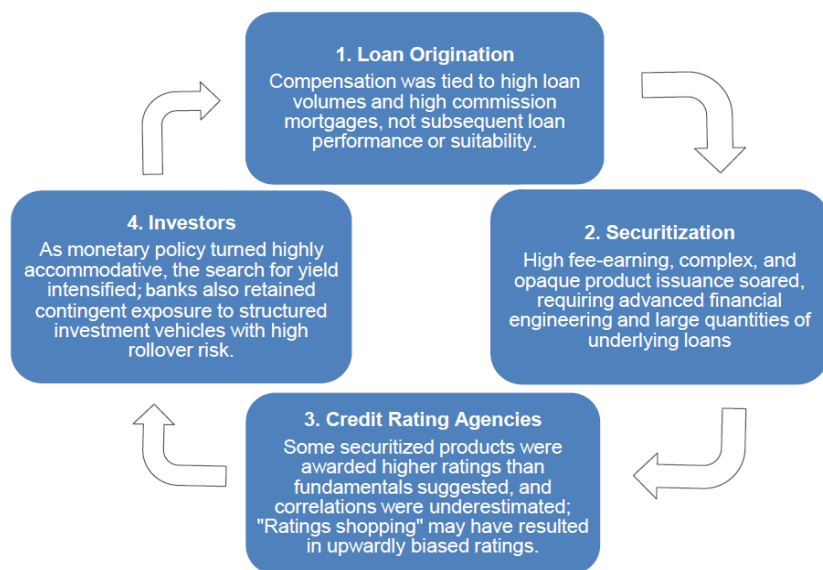 1. Loan Origination
Compensation was tied to high loan
volumes and high commission
mortgages, not subsequent loan
performance or suitability.
2. Securitization
High fee-earning, complex, and
opaque product issuance soared,
requiring advanced financial
engineering and large quantities of
underlying loans
3. Credit Rating Agencies
Some securitized products were
awarded higher ratings than
fundamentals suggested, and
correlations were underestimated;
"Ratings shopping" may have resulted
in upwardly biased ratings.
4. Investors
As monetary policy turned highly
accommodative, the search for yield
intensified; banks also retained
contingent exposure to structured
investment vehicles with high
rollover risk.